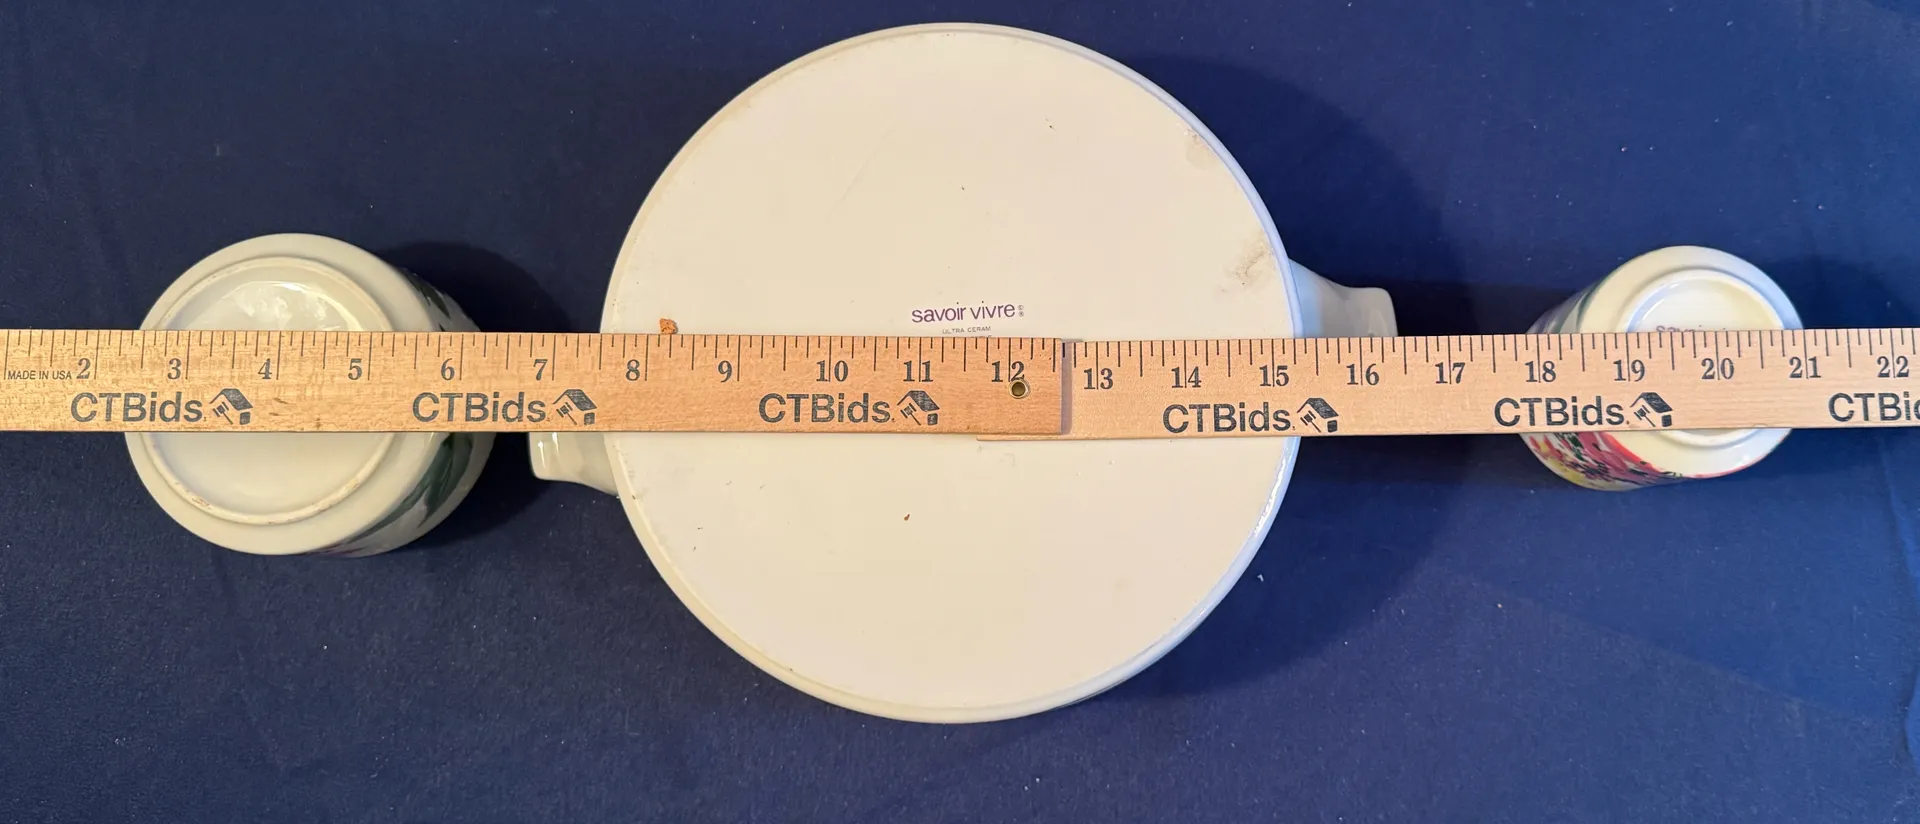 savoir vivre®
ULTRA CERAM
MADE IN USA 2 3 4 5 6 7 8 9 10 11 12 13 14 15 16 17 18 19 20 21 22
CTBids. CTBids. CTBids. CTBids. CTBids. CTBids